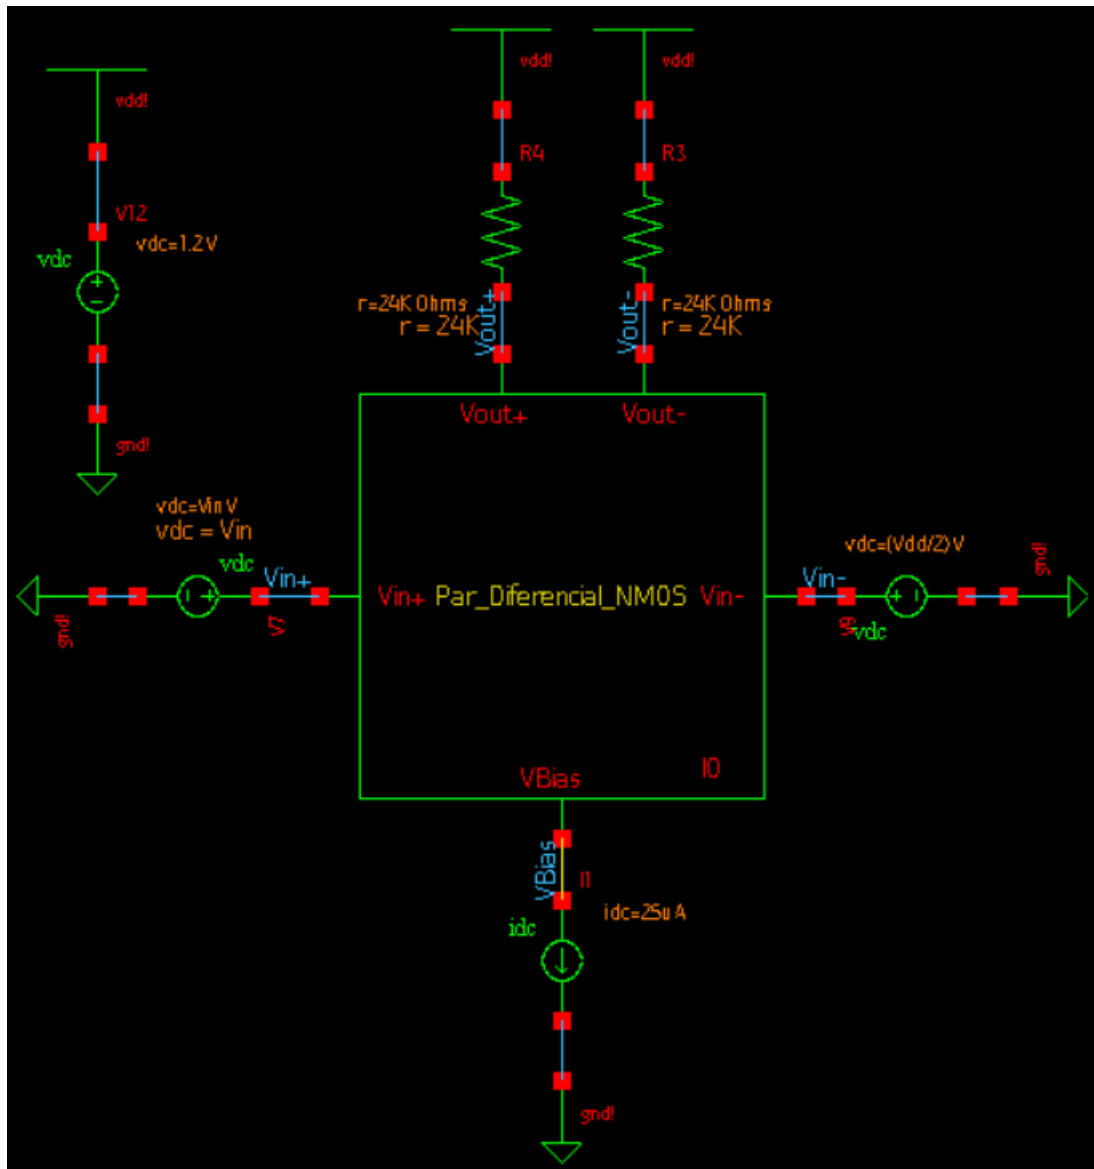 vdd!
vdd!
vdd!
R4
R3
V12
vdc=1.2V
vdc
r=24K Ohms
r = 24K
Vout+
r=24K Ohms
r = 24K
Vout-
Vout+
Vout-
gnd!
vdc=Vin V
vdc = Vin
vdc
Vin+
V7
gnd!
Vin+
Par_Diferencial_NMOS
Vin-
vdc=(Vdd/2) V
Vin-
V9
vdc
gnd!
VBias
I0
VBias
I1
idc=25u A
idc
gnd!